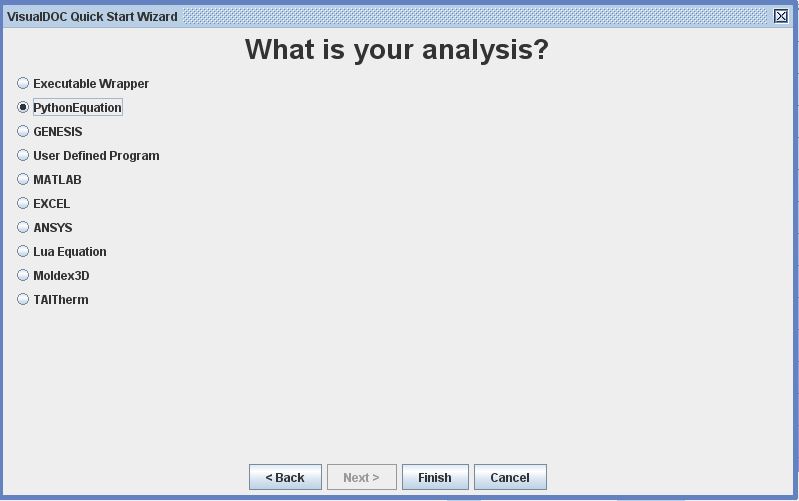 VisualDOC Quick Start Wizard
What is your analysis?
Executable Wrapper
PythonEquation
GENESIS
User Defined Program
MATLAB
EXCEL
ANSYS
Lua Equation
Moldex3D
TAITherm
< Back Next > Finish Cancel